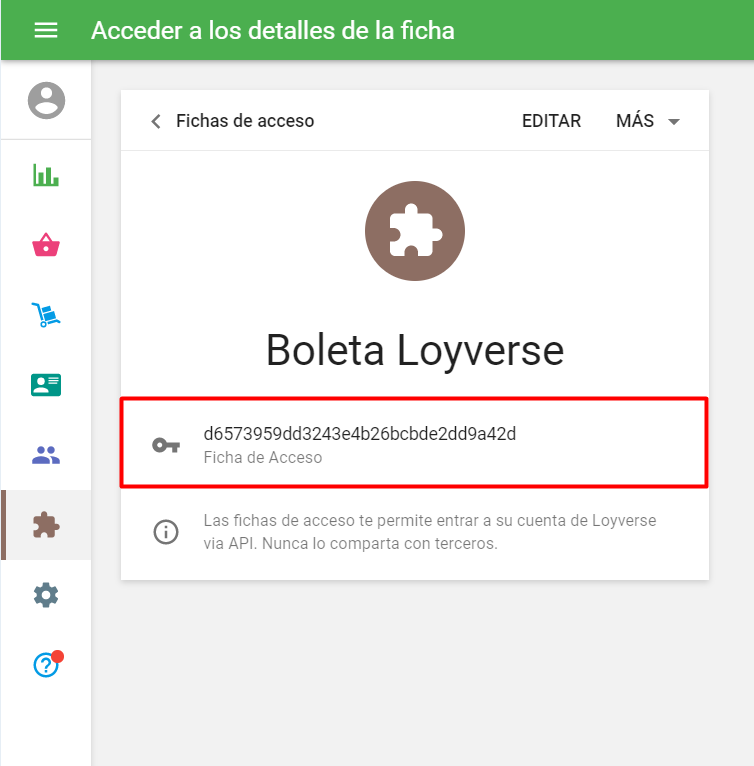 Acceder a los detalles de la ficha
Fichas de acceso
EDITAR
MÁS
Boleta Loyverse
d6573959dd3243e4b26bcbde2dd9a42d
Ficha de Acceso
Las fichas de acceso te permite entrar a su cuenta de Loyverse
via API. Nunca lo comparta con terceros.